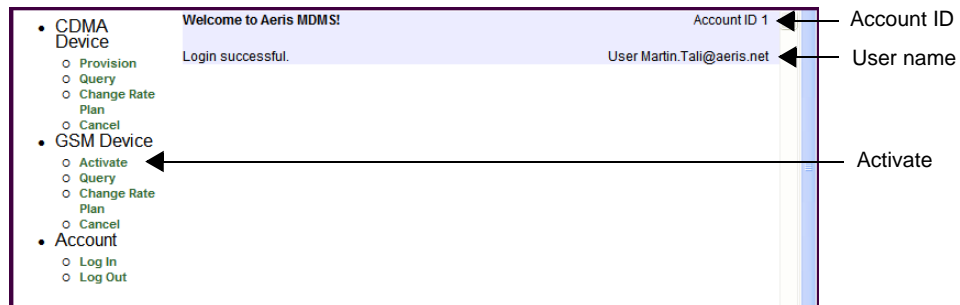 CDMA
Device
Provision
Query
Change Rate
Plan
Cancel
GSM Device
Activate
Query
Change Rate
Plan
Cancel
Account
Log In
Log Out
Welcome to Aeris MDMS!
Account ID 1
Login successful.
User Martin.Tali@aeris.net
Account ID
User name
Activate